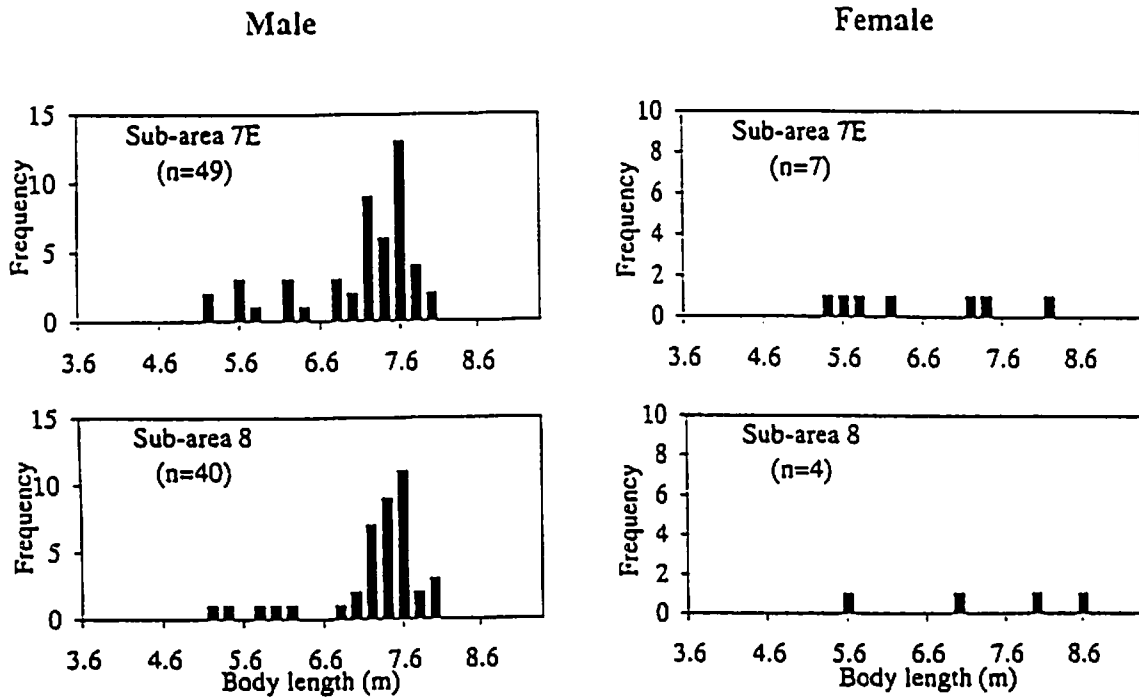 Male
Female
15
10
5
0
Frequency
Sub-area 7E
(n=49)
3.6 4.6 5.6 6.6 7.6 8.6
10
8
6
4
2
0
Frequency
Sub-area 7E
(n=7)
3.6 4.6 5.6 6.6 7.6 8.6
15
10
5
0
Frequency
Sub-area 8
(n=40)
3.6 4.6 5.6 6.6 7.6 8.6
Body length (m)
10
8
6
4
2
0
Frequency
Sub-area 8
(n=4)
3.6 4.6 5.6 6.6 7.6 8.6
Body length (m)